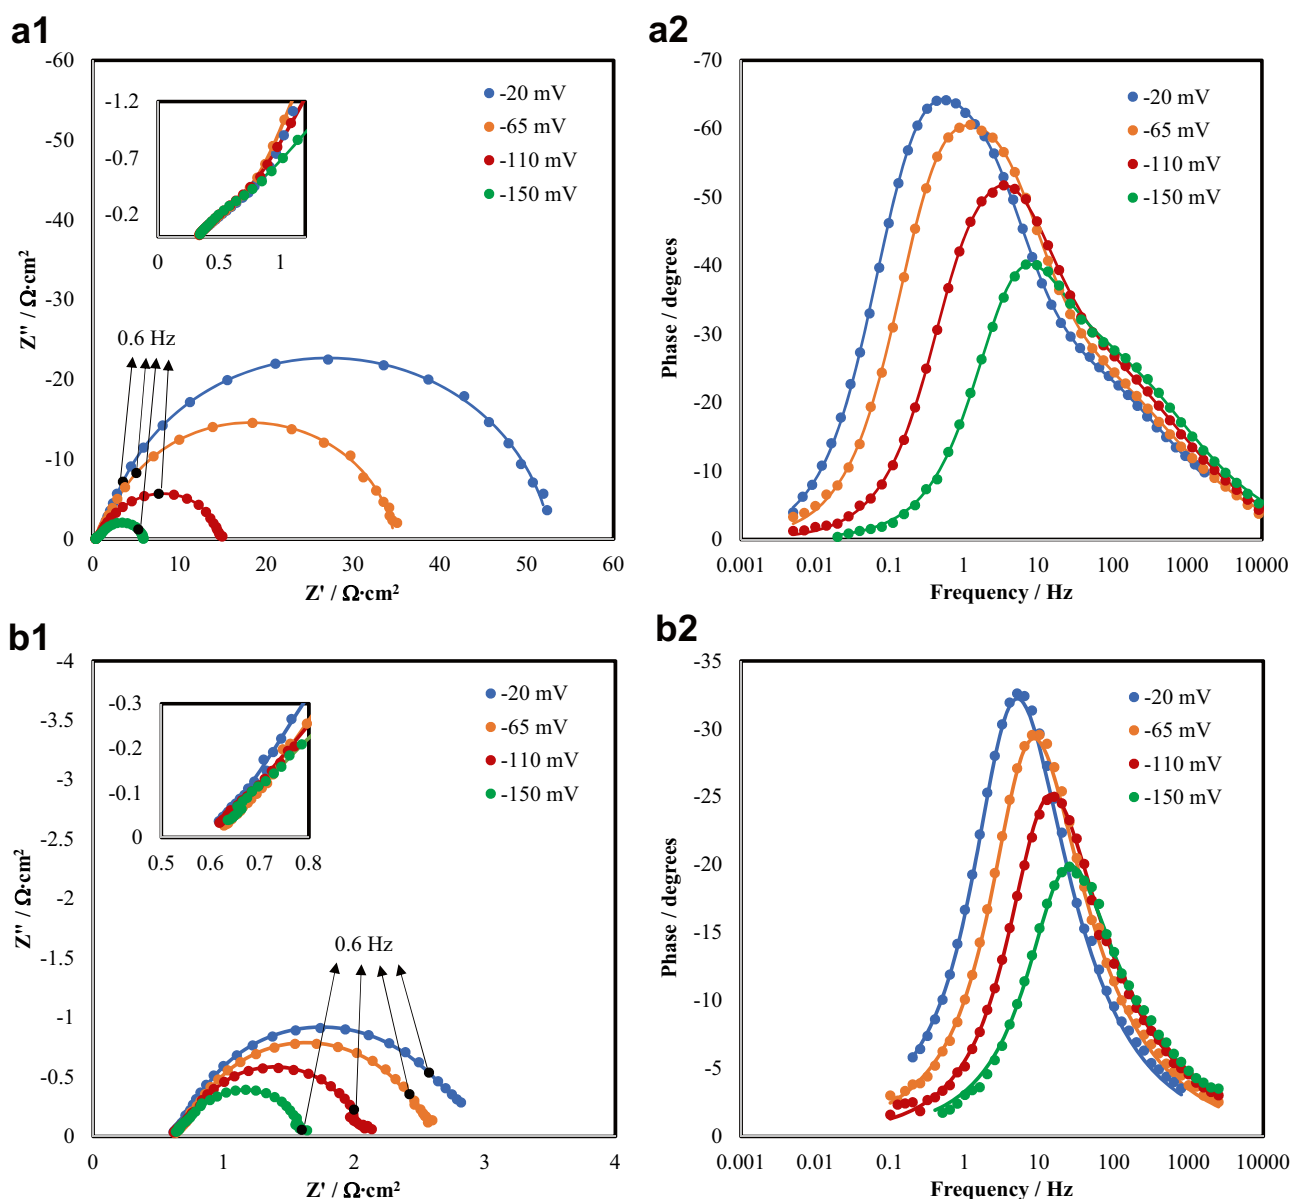 a1
-60
-50
-40
-30
-20
-10
0
0 10 20 30 40 50 60
Z'' / Ω·cm²
Z' / Ω·cm²
-20 mV
-65 mV
-110 mV
-150 mV
-1.2
-0.7
-0.2
0 0.5 1
0.6 Hz
a2
-70
-60
-50
-40
-30
-20
-10
0
0.001 0.01 0.1 1 10 100 1000 10000
Phase / degrees
Frequency / Hz
-20 mV
-65 mV
-110 mV
-150 mV
b1
-4
-3.5
-3
-2.5
-2
-1.5
-1
-0.5
0
0 1 2 3 4
Z'' / Ω·cm²
Z' / Ω·cm²
-20 mV
-65 mV
-110 mV
-150 mV
-0.3
-0.2
-0.1
0
0.5 0.6 0.7 0.8
0.6 Hz
b2
-35
-30
-25
-20
-15
-10
-5
0
0.001 0.01 0.1 1 10 100 1000 10000
Phase / degrees
Frequency / Hz
-20 mV
-65 mV
-110 mV
-150 mV